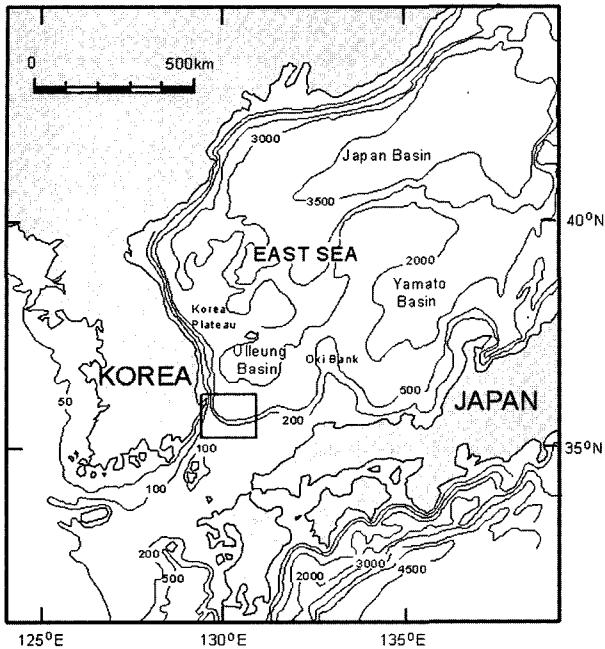 0 500km
3000
Japan Basin
3500
40°N
EAST SEA
2000
Yamato
Basin
Korea
Plateau
Ulleung
Basin
Oki Bank
KOREA
500
50
JAPAN
200
100
35°N
100
200
500
2000
3000
4500
125°E 130°E 135°E